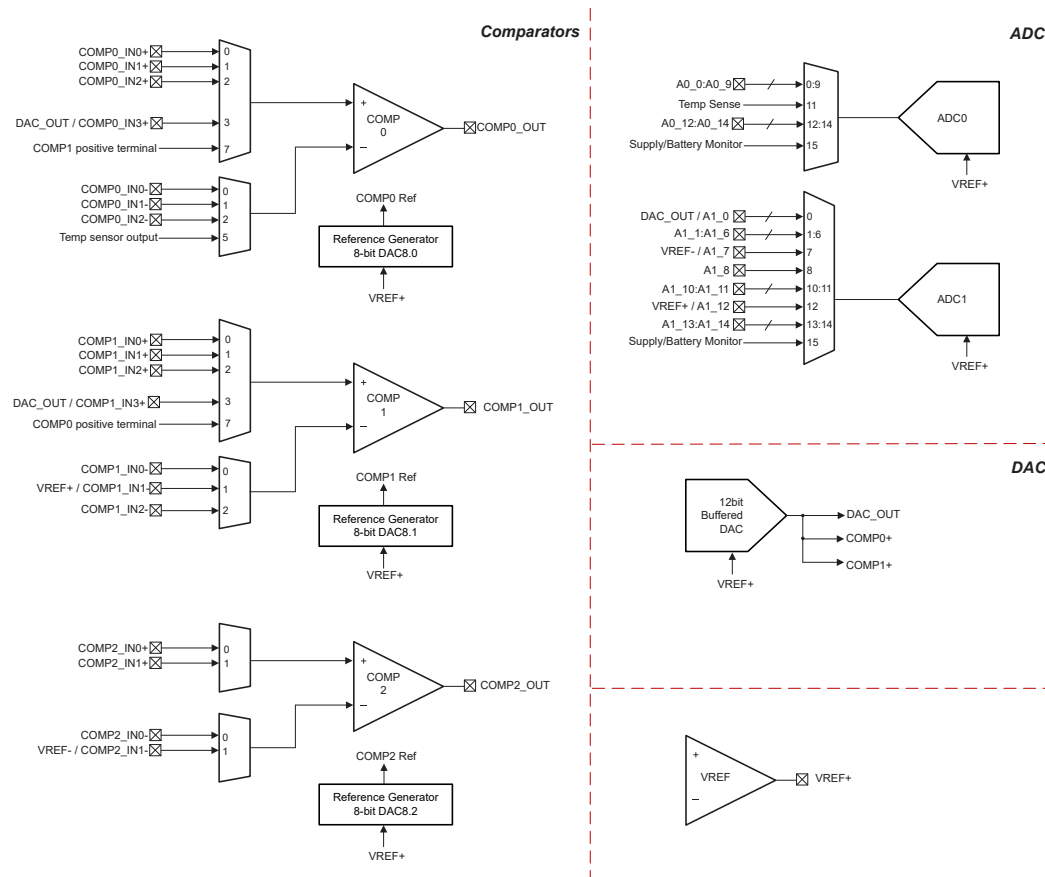 Comparators
COMP0_IN0+
0
COMP0_IN1+
1
COMP0_IN2+
2
DAC_OUT / COMP0_IN3+
3
COMP1 positive terminal
7
+
COMP
0
−
COMP0_OUT
COMP0_IN0-
0
COMP0_IN1-
1
COMP0_IN2-
2
Temp sensor output
5
COMP0 Ref
Reference Generator
8-bit DAC8.0
VREF+
COMP1_IN0+
0
COMP1_IN1+
1
COMP1_IN2+
2
DAC_OUT / COMP1_IN3+
3
COMP0 positive terminal
7
+
COMP
1
−
COMP1_OUT
COMP1_IN0-
0
VREF+ / COMP1_IN1-
1
COMP1_IN2-
2
COMP1 Ref
Reference Generator
8-bit DAC8.1
VREF+
COMP2_IN0+
0
COMP2_IN1+
1
+
COMP
2
−
COMP2_OUT
COMP2_IN0-
0
VREF- / COMP2_IN1-
1
COMP2 Ref
Reference Generator
8-bit DAC8.2
VREF+
ADC
A0_0:A0_9
0:9
Temp Sense
11
A0_12:A0_14
12:14
Supply/Battery Monitor
15
ADC0
VREF+
DAC_OUT / A1_0
0
A1_1:A1_6
1:6
VREF- / A1_7
7
A1_8
8
A1_10:A1_11
10:11
VREF+ / A1_12
12
A1_13:A1_14
13:14
Supply/Battery Monitor
15
ADC1
VREF+
DAC
12bit
Buffered
DAC
DAC_OUT
COMP0+
COMP1+
VREF+
+
VREF
−
VREF+